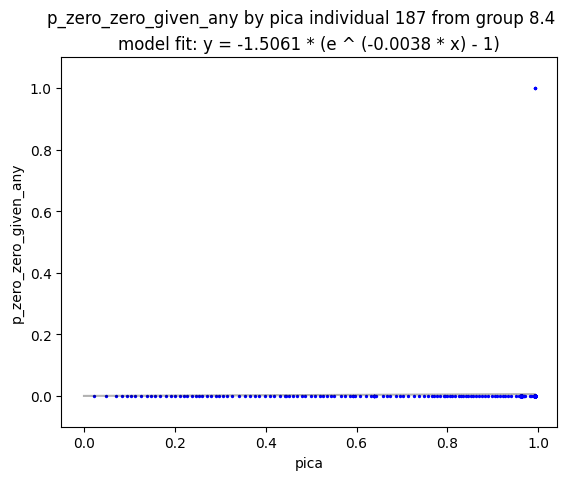 p_zero_zero_given_any by pica individual 187 from group 8.4
model fit: y = -1.5061 * (e ^ (-0.0038 * x) - 1)
1.0
0.8
0.6
0.4
0.2
0.0
p_zero_zero_given_any
0.0 0.2 0.4 0.6 0.8 1.0
pica